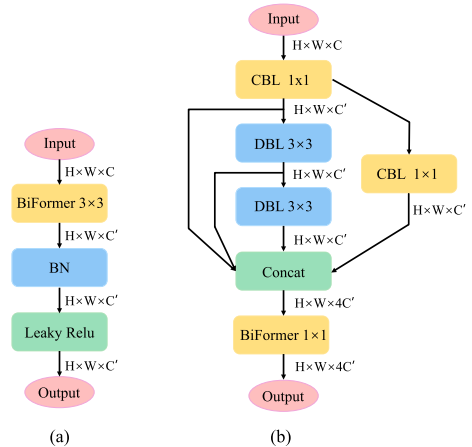 Input
H×W×C
BiFormer 3×3
H×W×C′
BN
H×W×C′
Leaky Relu
H×W×C′
Output
(a)
Input
H×W×C
CBL 1x1
H×W×C′
DBL 3×3
H×W×C′
CBL 1×1
DBL 3×3
H×W×C′
H×W×C′
Concat
H×W×4C′
BiFormer 1×1
H×W×4C′
Output
(b)